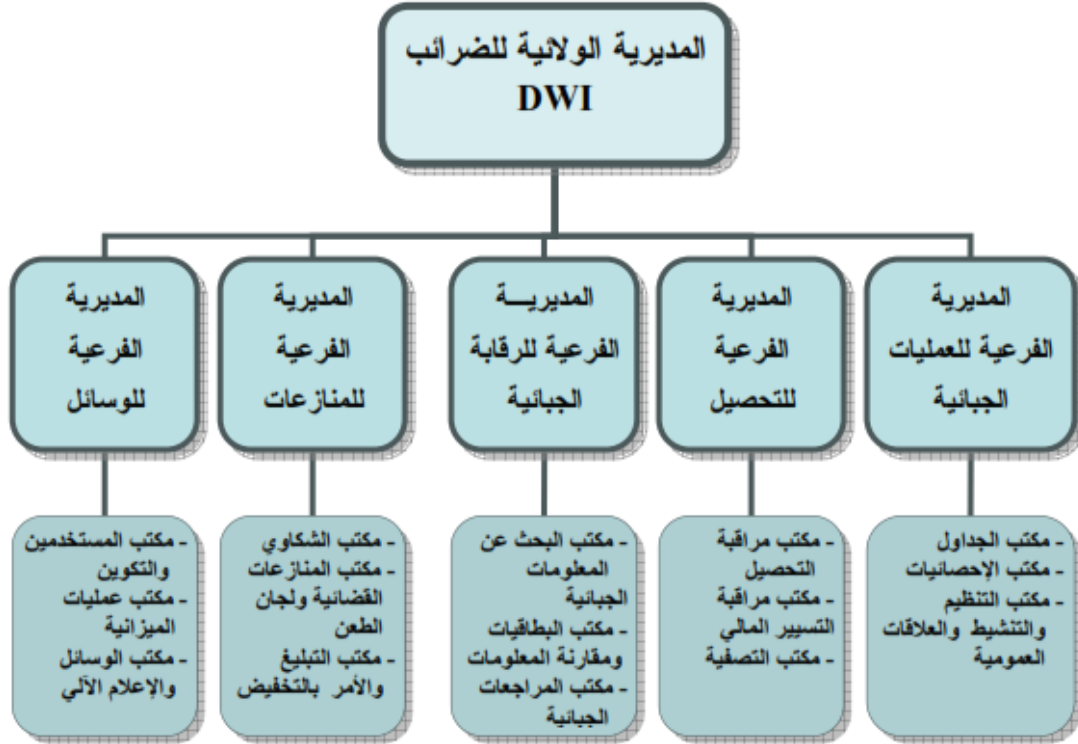 المديرية الولائية للضرائب
DWI
المديرية
الفرعية للعمليات
الجبائية
المديرية
الفرعية
للتحصيل
المديريـــة
الفرعية للرقابة
الجبائية
المديرية
الفرعية
للمنازعات
المديرية
الفرعية
للوسائل
- مكتب الجداول
- مكتب الإحصائيات
- مكتب التنظيم
والتنشيط والعلاقات
العمومية
- مكتب مراقبة
التحصيل
- مكتب مراقبة
التسيير المالي
- مكتب التصفية
- مكتب البحث عن
المعلومات
الجبائية
- مكتب البطاقيات
ومقارنة المعلومات
- مكتب المراجعات
الجبائية
- مكتب الشكاوي
- مكتب المنازعات
القضائية ولجان
الطعن
- مكتب التبليغ
والأمر بالتخفيض
- مكتب المستخدمين
والتكوين
- مكتب عمليات
الميزانية
- مكتب الوسائل
والإعلام الآلي